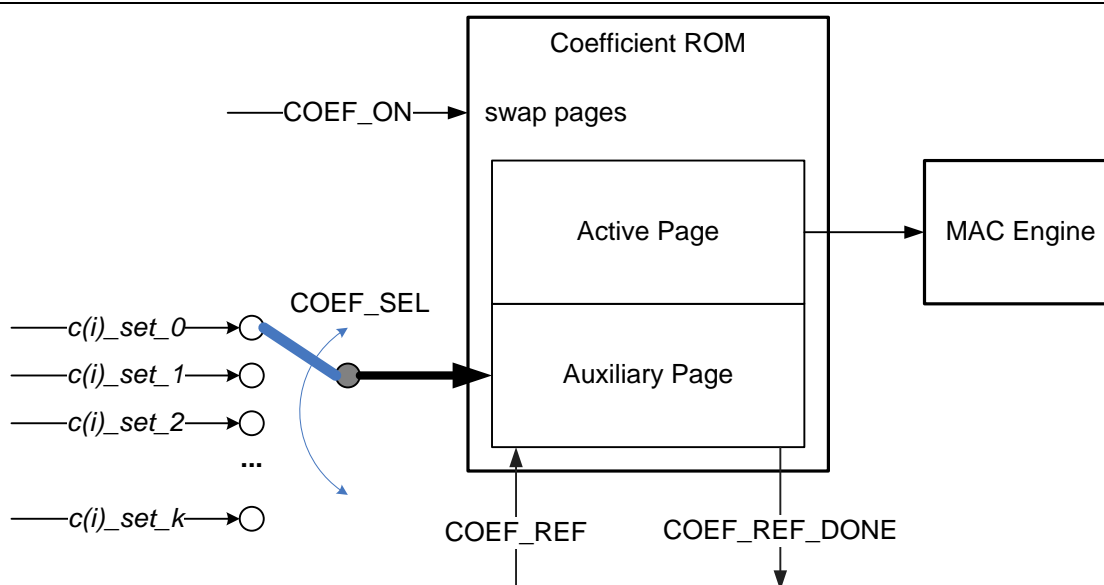 Coefficient ROM
COEF_ON
swap pages
Active Page
MAC Engine
COEF_SEL
c(i)_set_0
c(i)_set_1
Auxiliary Page
c(i)_set_2
...
c(i)_set_k
COEF_REF
COEF_REF_DONE